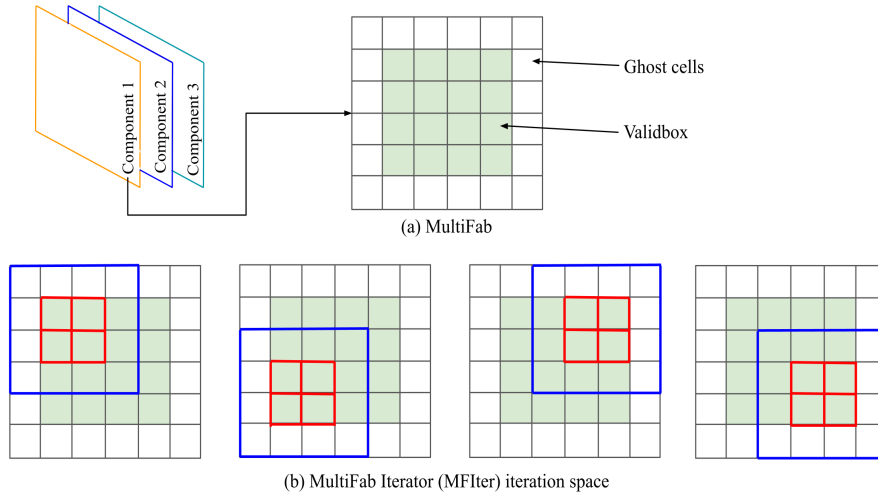 Component 1
Component 2
Component 3
Ghost cells
Validbox
(a) MultiFab
(b) MultiFab Iterator (MFIter) iteration space